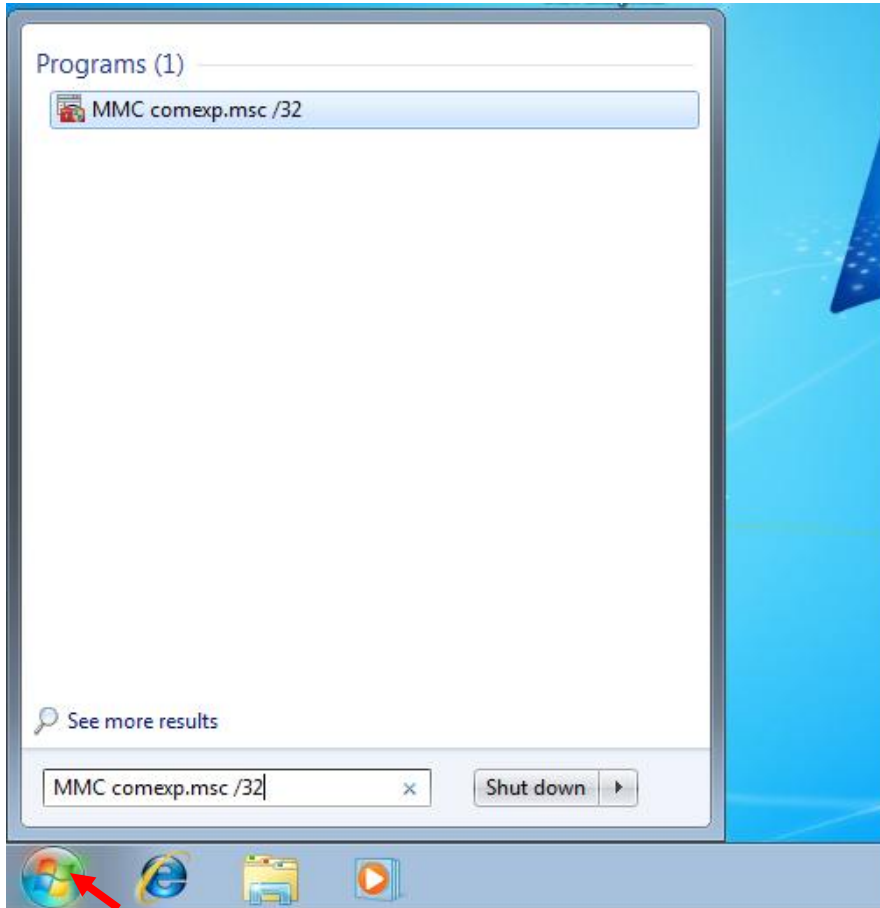 Programs (1)
MMC comexp.msc /32
See more results
MMC comexp.msc /32
Shut down